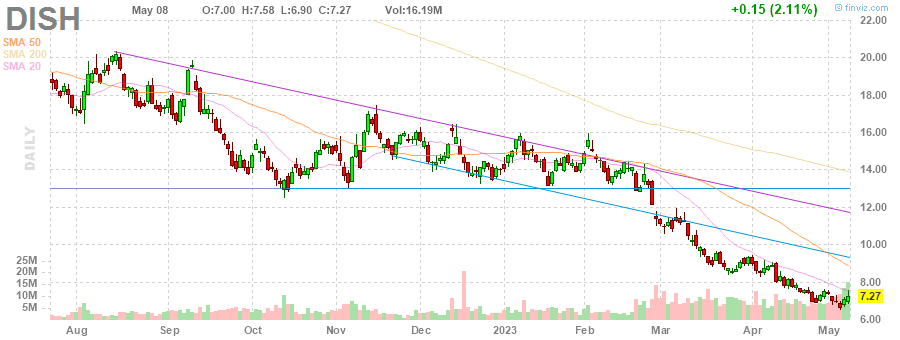 DISH May 08 O:7.00 H:7.58 L:6.90 C:7.27 Vol:16.19M +0.15 (2.11%)
© finviz.com
SMA 50
SMA 200
SMA 20
DAILY
22.00
20.00
18.00
16.00
14.00
12.00
10.00
8.00
7.27
6.00
25M
20M
15M
10M
5M
Aug Sep Oct Nov Dec 2023 Feb Mar Apr May